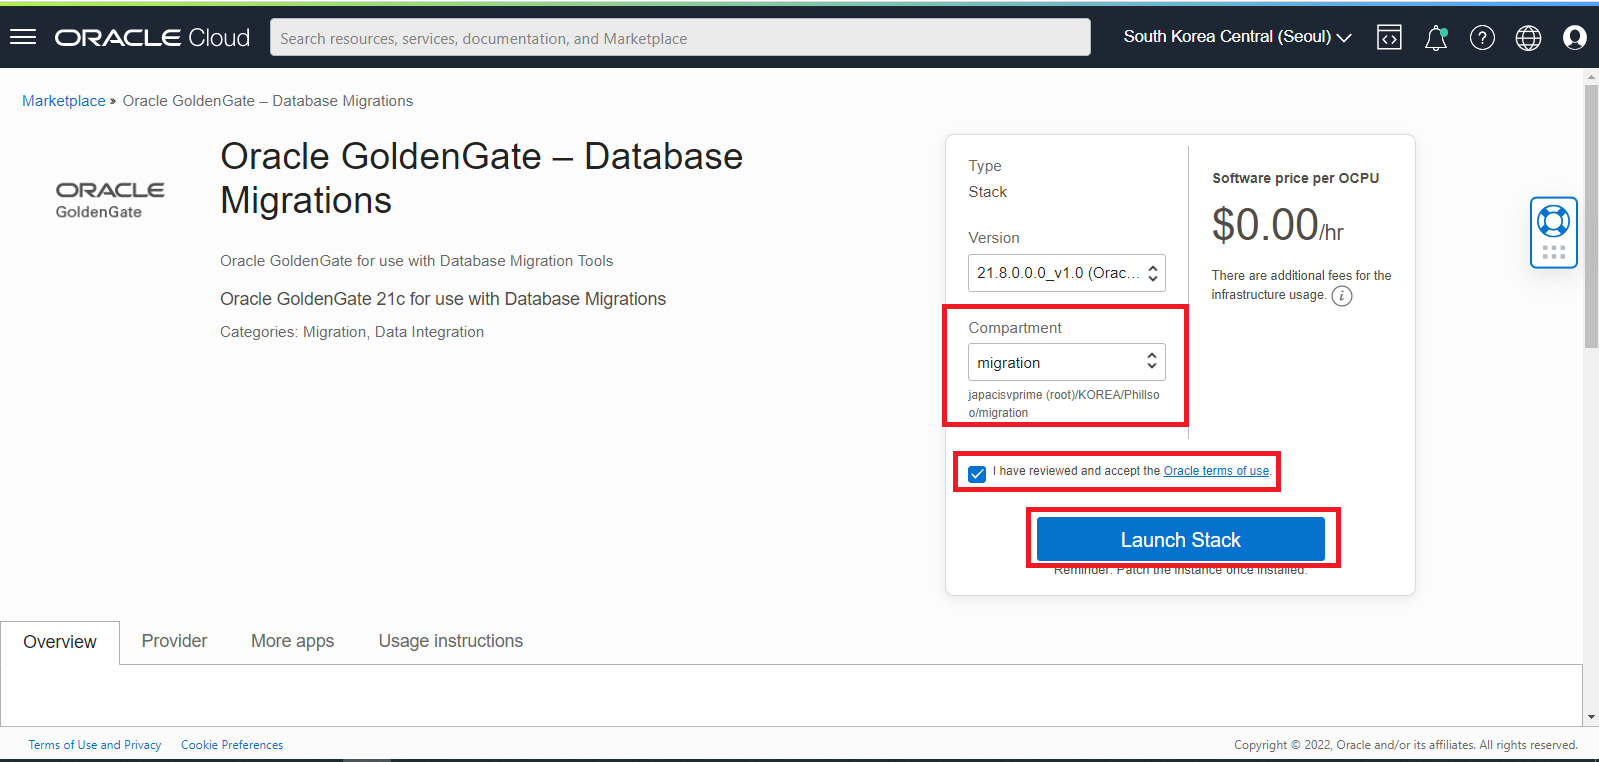 ORACLE Cloud
Search resources, services, documentation, and Marketplace
South Korea Central (Seoul)
Marketplace » Oracle GoldenGate – Database Migrations
ORACLE
GoldenGate
Oracle GoldenGate – Database
Migrations
Oracle GoldenGate for use with Database Migration Tools
Oracle GoldenGate 21c for use with Database Migrations
Categories: Migration, Data Integration
Type
Stack
Version
21.8.0.0.0_v1.0 (Orac...
Compartment
migration
japacisvprime (root)/KOREA/Phillso
o/migration
Software price per OCPU
$0.00/hr
There are additional fees for the
infrastructure usage.
I have reviewed and accept the Oracle terms of use.
Launch Stack
Reminder: Patch the instance once installed.
Overview
Provider
More apps
Usage instructions
Terms of Use and Privacy
Cookie Preferences
Copyright © 2022, Oracle and/or its affiliates. All rights reserved.